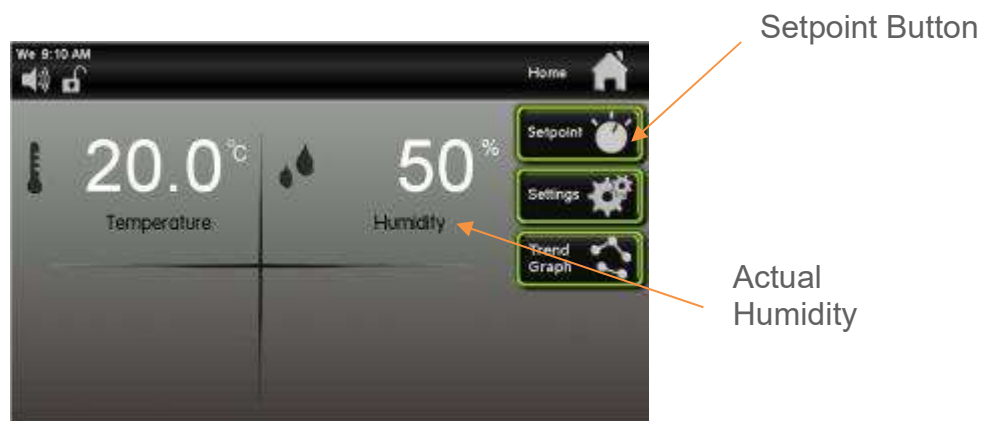 Setpoint Button
We 9:10 AM
Home
Setpoint
20.0°C
50%
Settings
Temperature
Humidity
Trend
Graph
Actual
Humidity